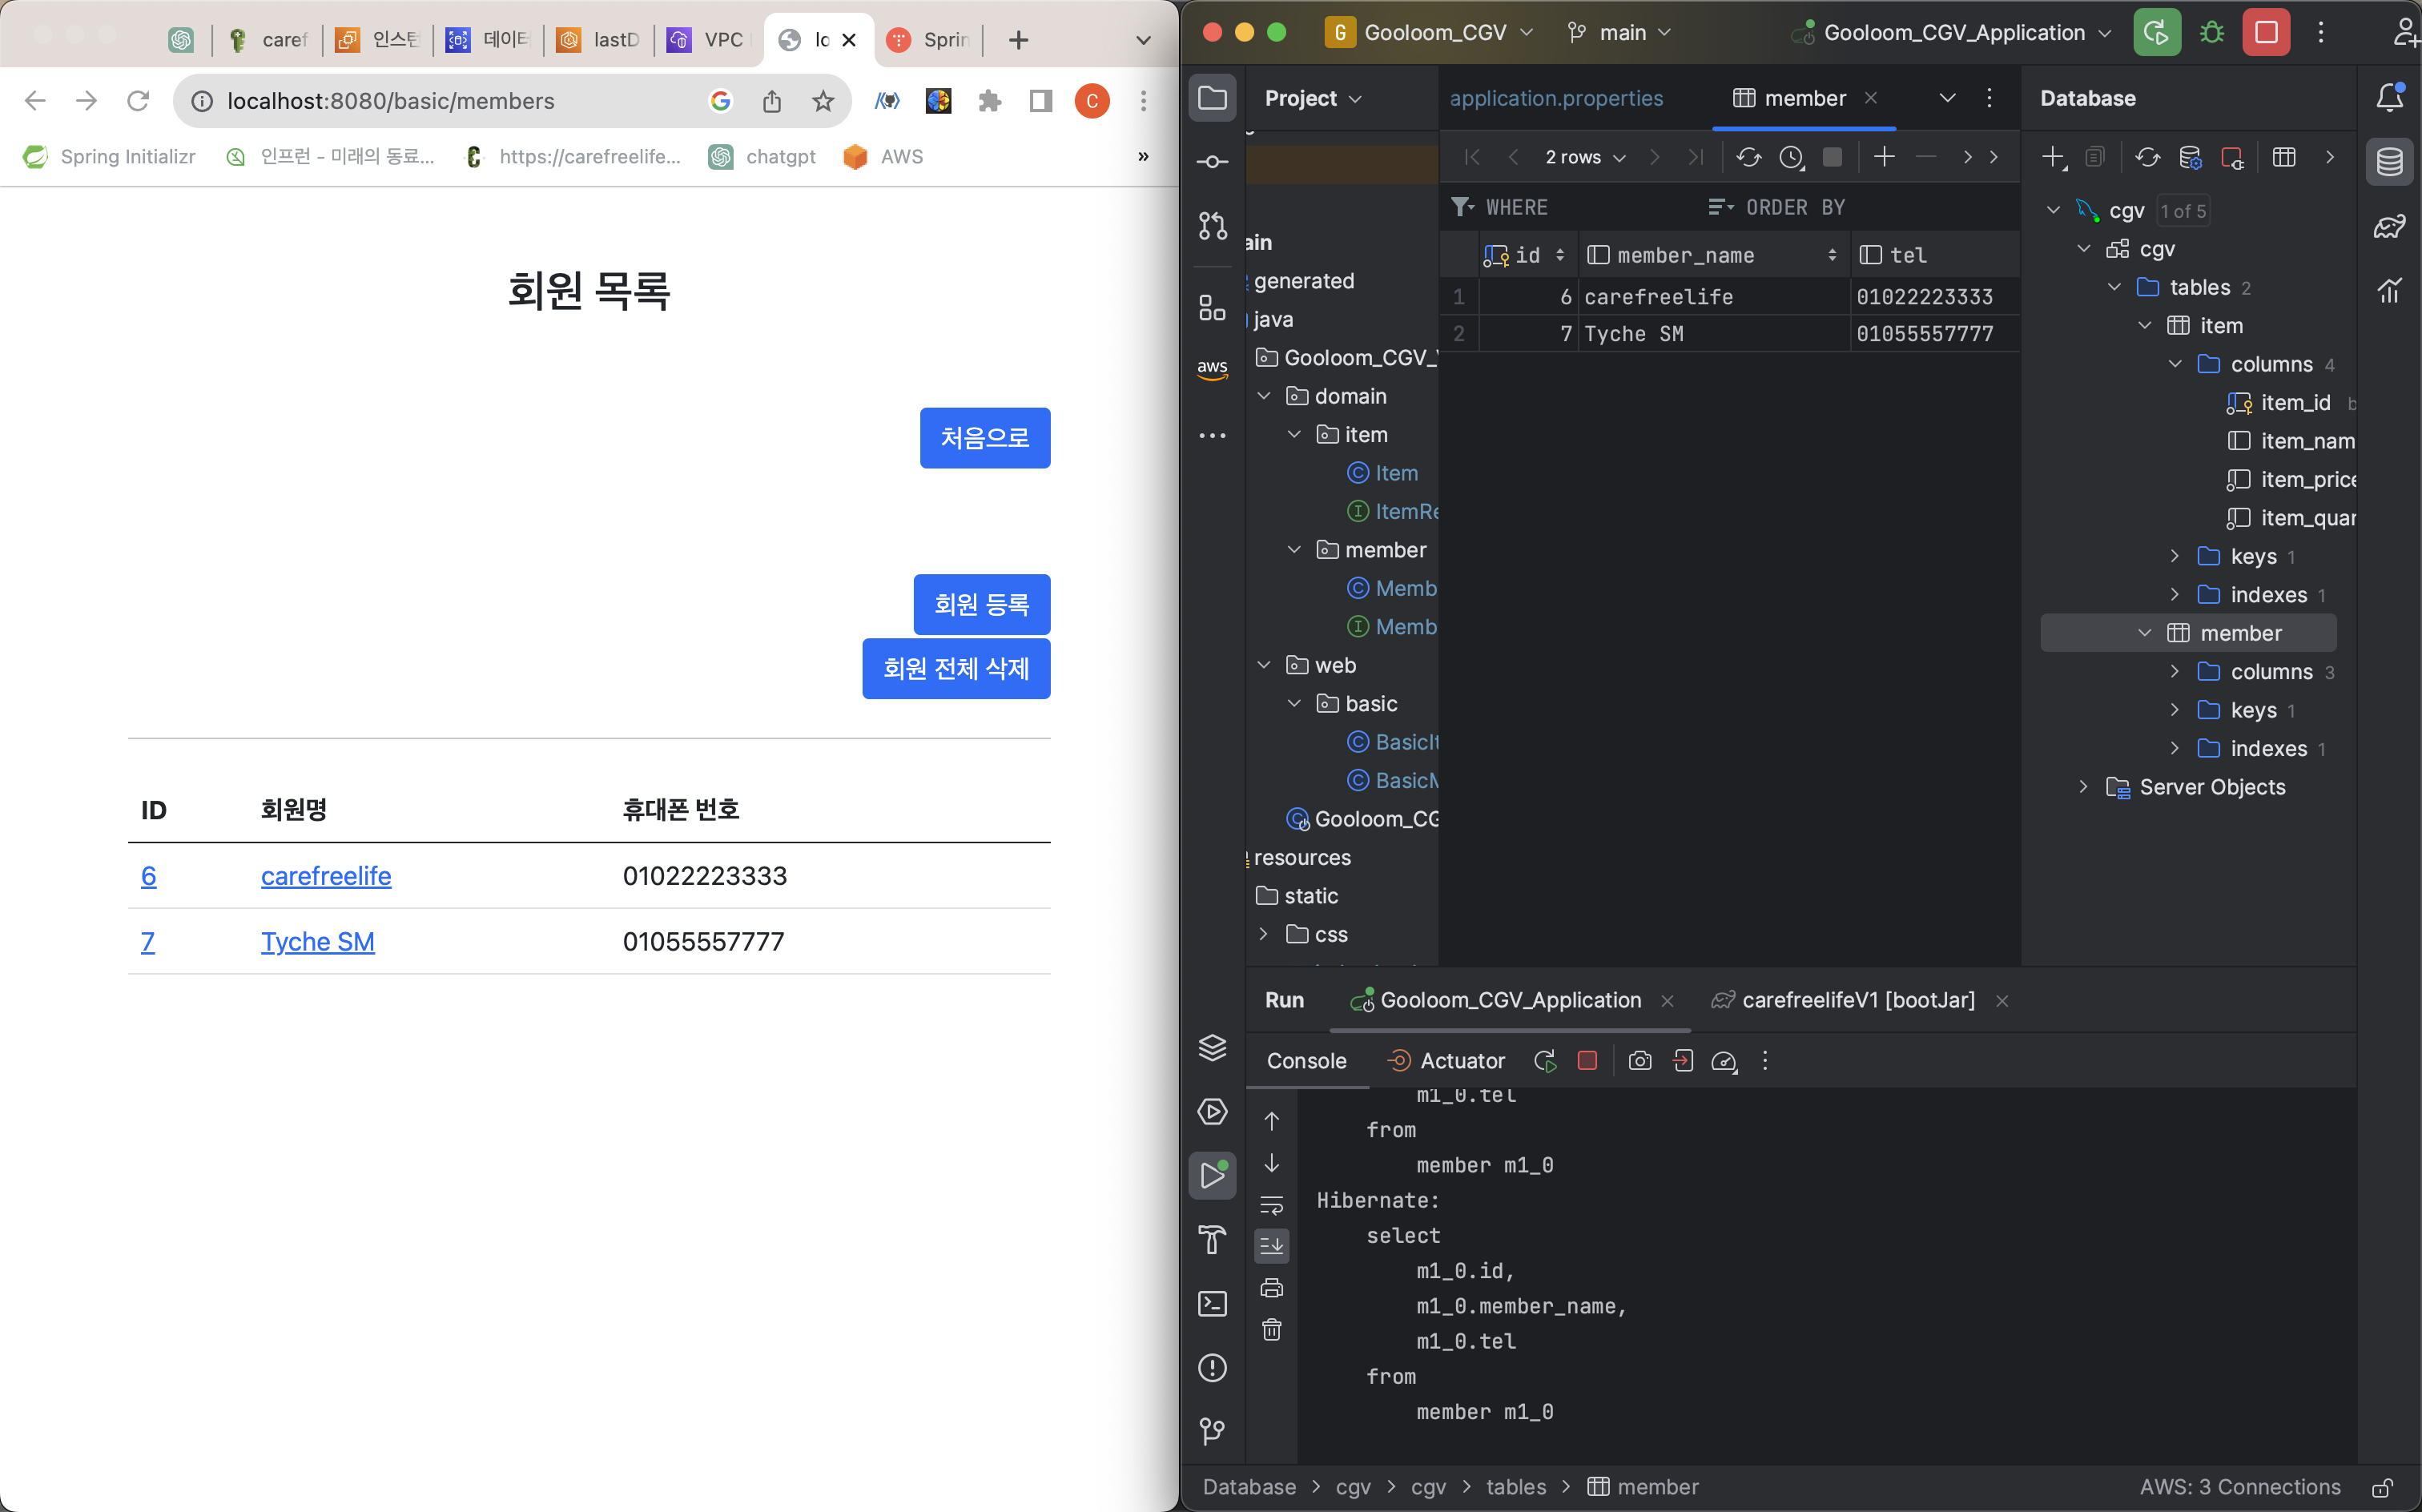 caref
인스턴
데이터
lastD
VPC
lo
Sprin
localhost:8080/basic/members
C
Spring Initializr
인프런 - 미래의 동료...
https://carefreelife...
chatgpt
AWS
»
회원 목록
처음으로
회원 등록
회원 전체 삭제
ID 회원명 휴대폰 번호
6 carefreelife 01022223333
7 Tyche SM 01055557777
G Gooloom_CGV
main
Gooloom_CGV_Application
Project
aws
ain
generated
java
Gooloom_CGV_
domain
item
Item
ItemRe
member
Memb
Memb
web
basic
BasicIt
BasicM
Gooloom_CG
resources
static
css
application.properties
member
2 rows
WHERE
ORDER BY
id member_name tel
1 6 carefreelife 01022223333
2 7 Tyche SM 01055557777
Database
cgv 1 of 5
cgv
tables 2
item
columns 4
item_id b
item_nam
item_price
item_quan
keys 1
indexes 1
member
columns 3
keys 1
indexes 1
Server Objects
Run
Gooloom_CGV_Application
carefreelifeV1 [bootJar]
Console
Actuator
m1_0.tel
from
member m1_0
Hibernate:
select
m1_0.id,
m1_0.member_name,
m1_0.tel
from
member m1_0
Database > cgv > cgv > tables > member
AWS: 3 Connections